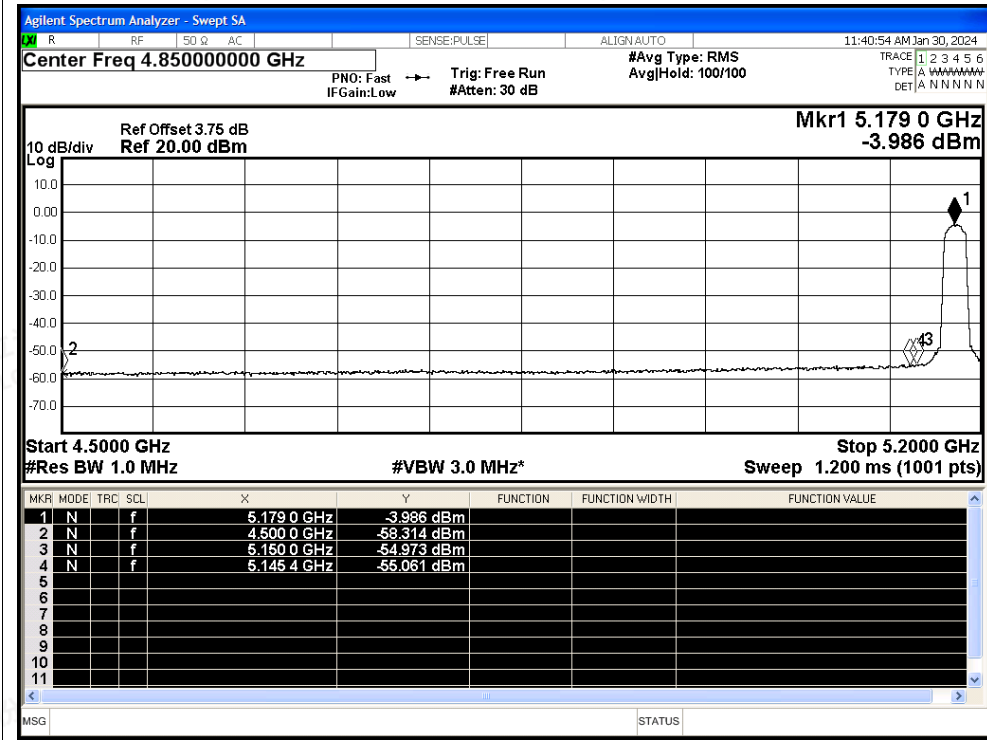 Agilent Spectrum Analyzer - Swept SA
LXI R RF 50 Ω AC SENSE:PULSE ALIGN AUTO 11:40:54 AM Jan 30, 2024
Center Freq 4.850000000 GHz #Avg Type: RMS TRACE 1 2 3 4 5 6
PNO: Fast Trig: Free Run Avg|Hold: 100/100 TYPE A WWWWW
IFGain:Low #Atten: 30 dB DET A N N N N N
Mkr1 5.179 0 GHz
Ref Offset 3.75 dB
10 dB/div Ref 20.00 dBm -3.986 dBm
Log
10.0
1
0.00
-10.0
-20.0
-30.0
-40.0
43
-50.0 2
-60.0
-70.0
Start 4.5000 GHz Stop 5.2000 GHz
#Res BW 1.0 MHz #VBW 3.0 MHz* Sweep 1.200 ms (1001 pts)
MKR MODE TRC SCL X Y FUNCTION FUNCTION WIDTH FUNCTION VALUE
1 N f 5.179 0 GHz -3.986 dBm
2 N f 4.500 0 GHz -58.314 dBm
3 N f 5.150 0 GHz -54.973 dBm
4 N f 5.145 4 GHz -55.061 dBm
5
6
7
8
9
10
11
MSG STATUS